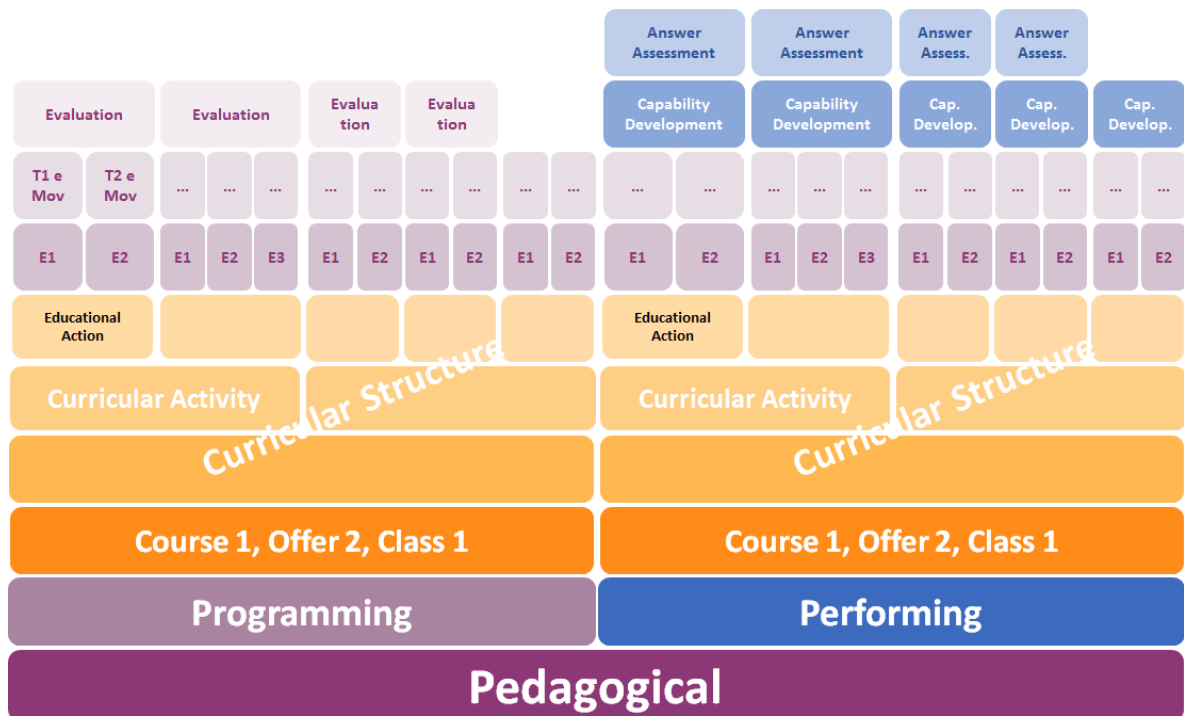 Answer
Assessment
Answer
Assessment
Answer
Assess.
Answer
Assess.
Evaluation
Evaluation
Evalua
tion
Evalua
tion
Capability
Development
Capability
Development
Cap.
Develop.
Cap.
Develop.
Cap.
Develop.
T1 e
Mov
T2 e
Mov
... ... ... ... ... ... ... ... ... ... ... ... ... ... ... ... ... ... ... ...
E1 E2 E1 E2 E3 E1 E2 E1 E2 E1 E2 E1 E2 E1 E2 E3 E1 E2 E1 E2 E1 E2
Educational
Action
Educational
Action
Curricular Activity
Curricular Activity
Curricular Structure
Curricular Structure
Course 1, Offer 2, Class 1
Course 1, Offer 2, Class 1
Programming
Performing
Pedagogical